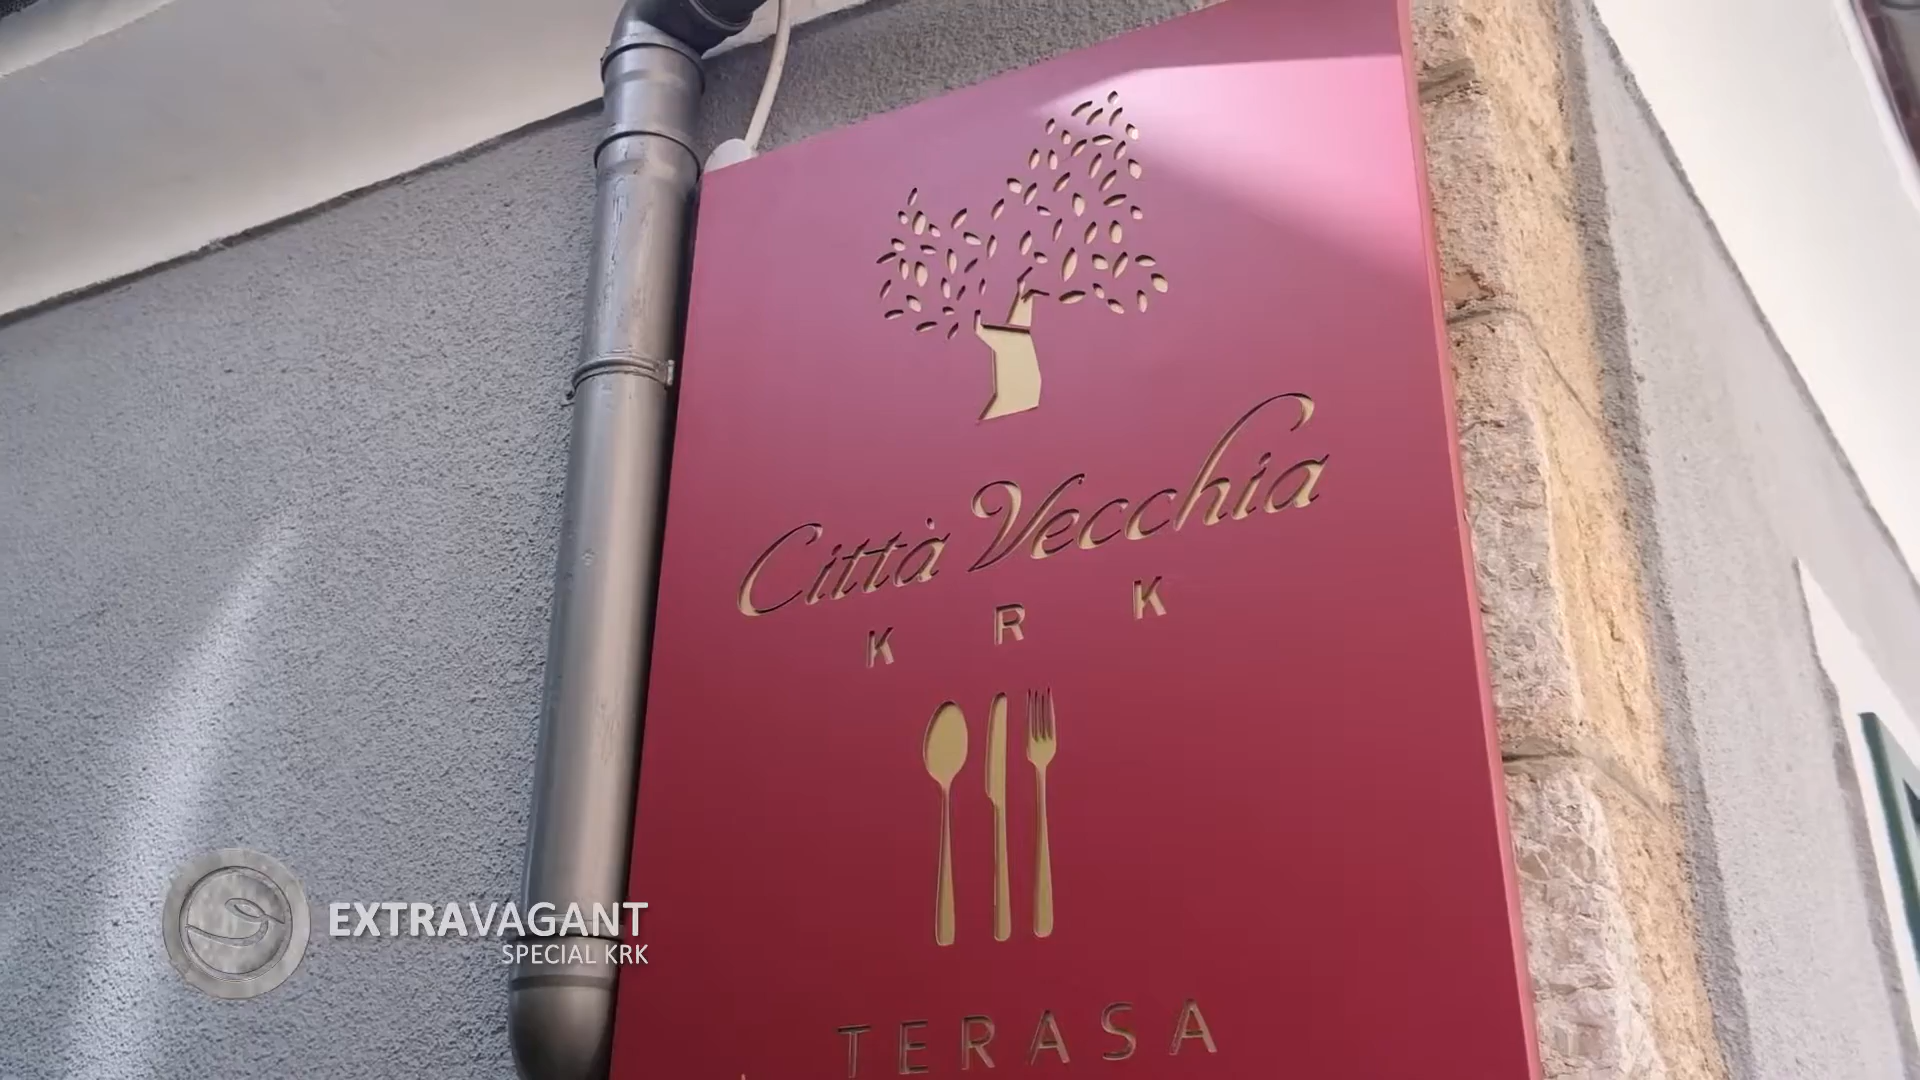 Città Vecchia
KRK
TERASA
EXTRAVAGANT
SPECIAL KRK